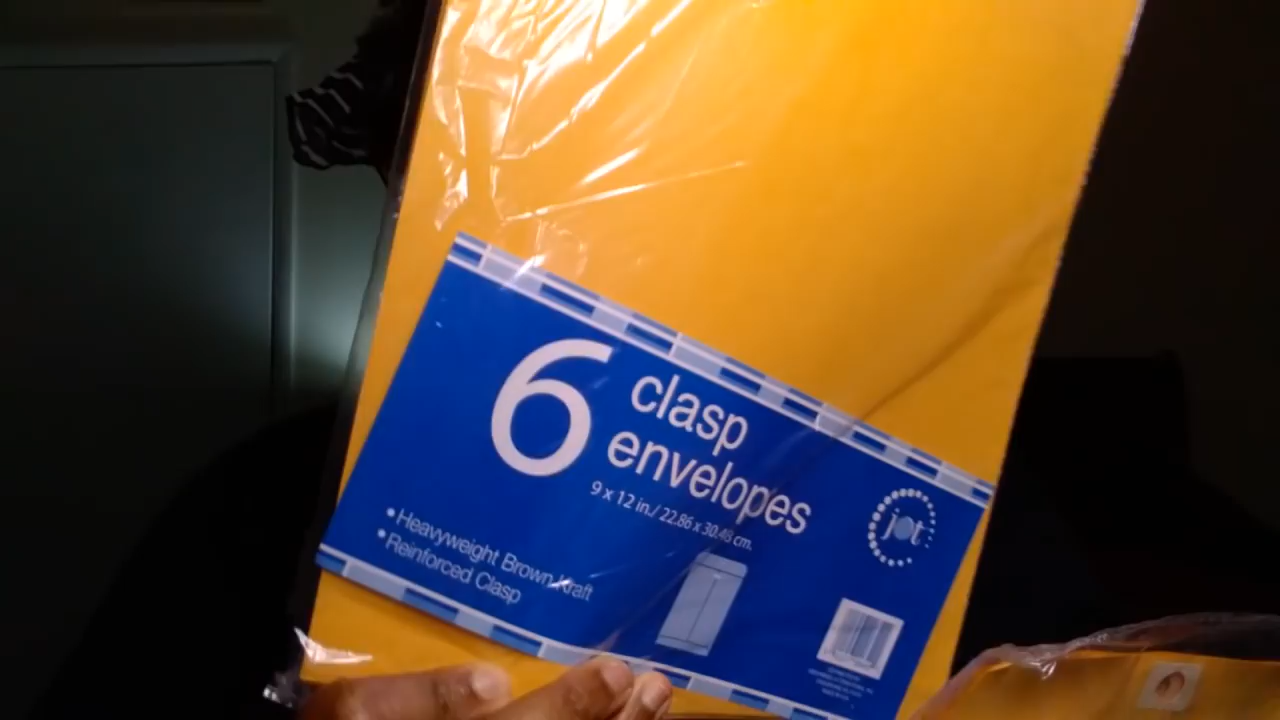 6
clasp
envelopes
9 x 12 in./ 22.86 x 30.48 cm.
• Heavyweight Brown Kraft
• Reinforced Clasp
jot